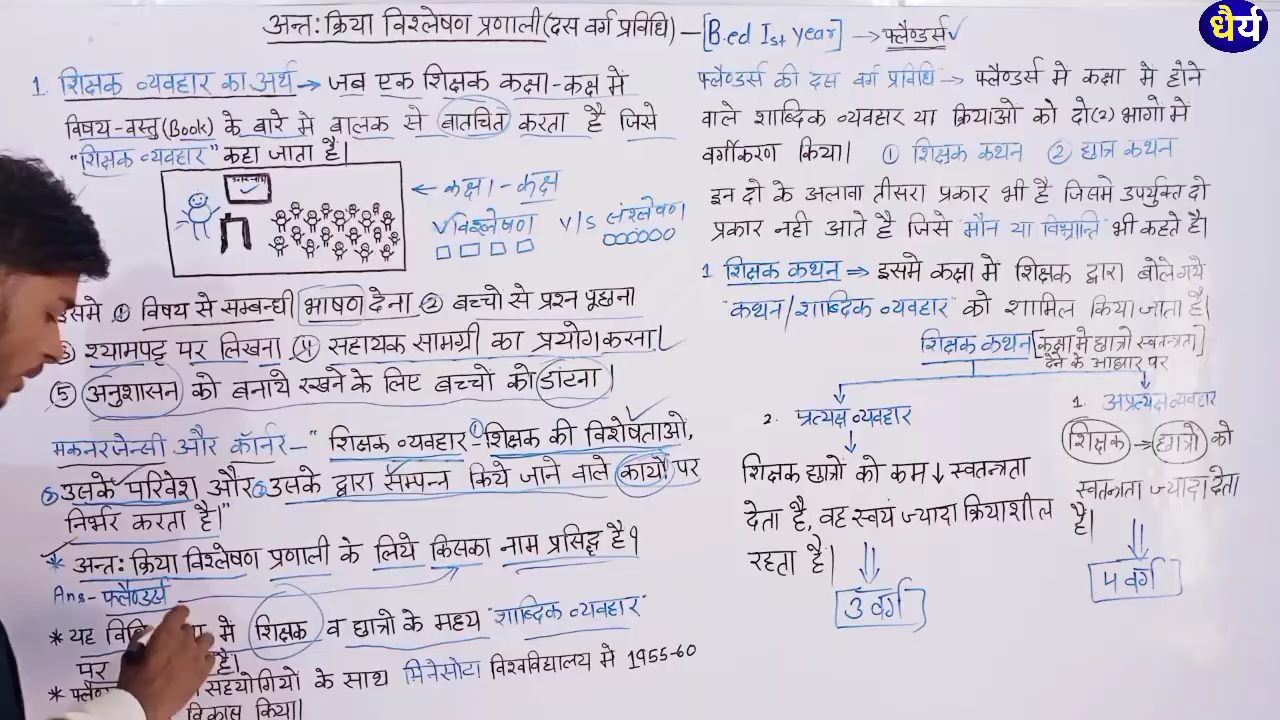 अन्त: क्रिया विश्लेषण प्रणाली (दस वर्ग प्रविधि) – [B.ed Ist year] → फ्लैण्डर्स ✓
धैर्य
1. शिक्षक व्यवहार का अर्थ → जब एक शिक्षक कक्षा-कक्ष में
विषय-वस्तु (Book) के बारे में बालक से बातचित करता है जिसे
"शिक्षक व्यवहार" कहा जाता है।
← कक्षा-कक्ष
✓ विश्लेषण V/S संश्लेषण
इसमे ① विषय से सम्बन्धी भाषण देना ② बच्चो से प्रश्न पूछना
③ श्यामपट्ट पर लिखना ④ सहायक सामग्री का प्रयोग करना।
⑤ अनुशासन को बनाये रखने के लिए बच्चों को डांटना।
मकनरजेन्सी और कॉर्नर – " शिक्षक व्यवहार - ① शिक्षक की विशेषताओं,
उसके परिवेश और उसके द्वारा सम्पन्न किये जाने वाले कार्यो पर
निर्भर करता है।"
* अन्त: क्रिया विश्लेषण प्रणाली के लिये किसका नाम प्रसिद्ध है?
Ans - फ्लैण्डर्स
* यह मे शिक्षक व छात्रो के मध्य "शाब्दिक व्यवहार"
पर है।
* सहयोगियों के साथ मिनेसोटा विश्वविद्यालय मे 1955-60
विकास किया।
फ्लैण्डर्स की दस वर्ग प्रविधि → फ्लैण्डर्स मे कक्षा मे होने
वाले शाब्दिक व्यवहार या क्रियाओ को दो (2) भागो मे
वर्गीकरण किया। ① शिक्षक कथन ② छात्र कथन
इन दो के अलावा तीसरा प्रकार भी है जिसमे उपर्युक्त दो
प्रकार नही आते है जिसे "मौन या विभ्रान्ति" भी कहते है।
1 शिक्षक कथन ⇒ इसमे कक्षा मे शिक्षक द्वारा बोले गये
"कथन/शाब्दिक व्यवहार" को शामिल किया जाता है।
शिक्षक कथन [कक्षा मे छात्रो स्वतन्त्रता]
देने के आधार पर
2. प्रत्यक्ष व्यवहार
शिक्षक छात्रों को कम ↓ स्वतन्त्रता
देता है, वह स्वयं ज्यादा क्रियाशील
रहता है।
3 वर्ग
1. अप्रत्यक्ष व्यवहार
शिक्षक → छात्रो को
स्वतन्त्रता ज्यादा देता
है।
4 वर्ग